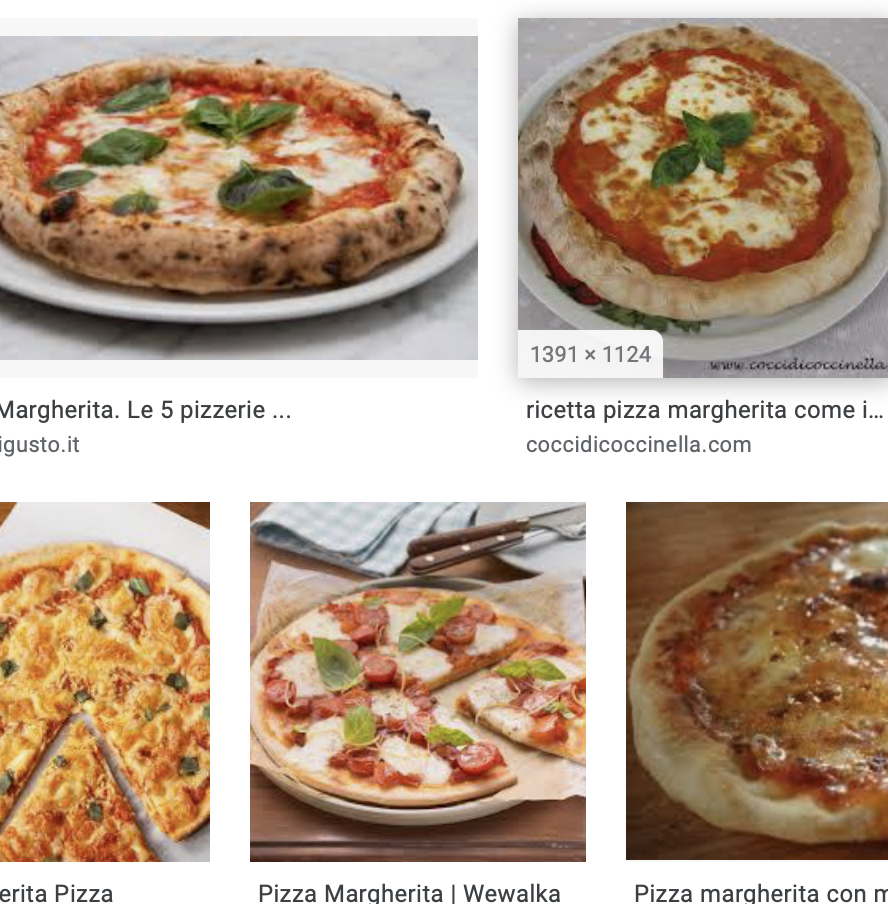 1391 × 1124
www.coccidicoccinella
Margherita. Le 5 pizzerie ...
igusto.it
ricetta pizza margherita come i...
coccidicoccinella.com
erita Pizza
Pizza Margherita | Wewalka
Pizza margherita con